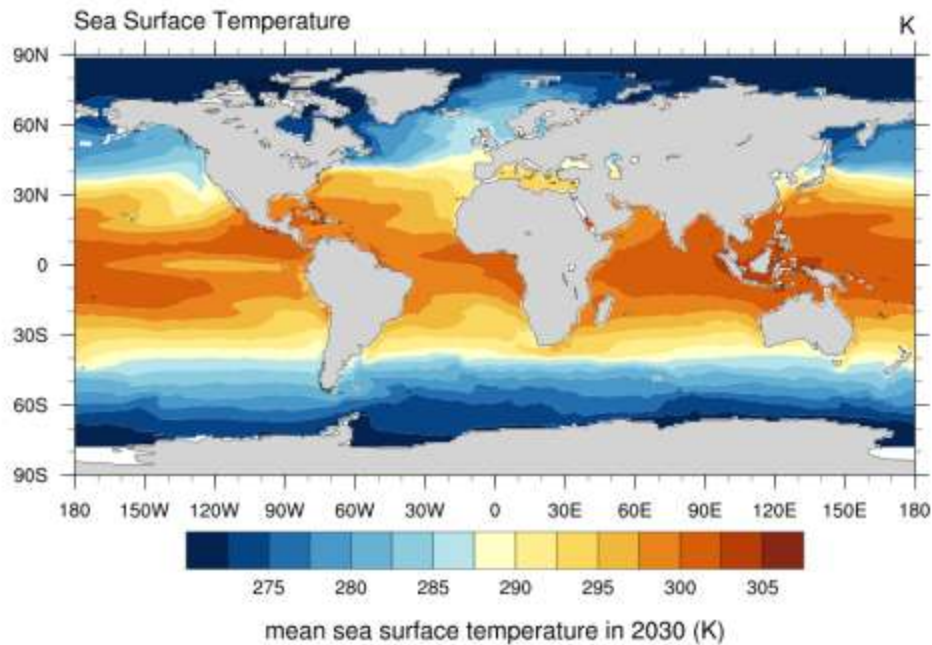 Sea Surface Temperature K
90N
60N
30N
0
30S
60S
90S
180 150W 120W 90W 60W 30W 0 30E 60E 90E 120E 150E 180
275 280 285 290 295 300 305
mean sea surface temperature in 2030 (K)